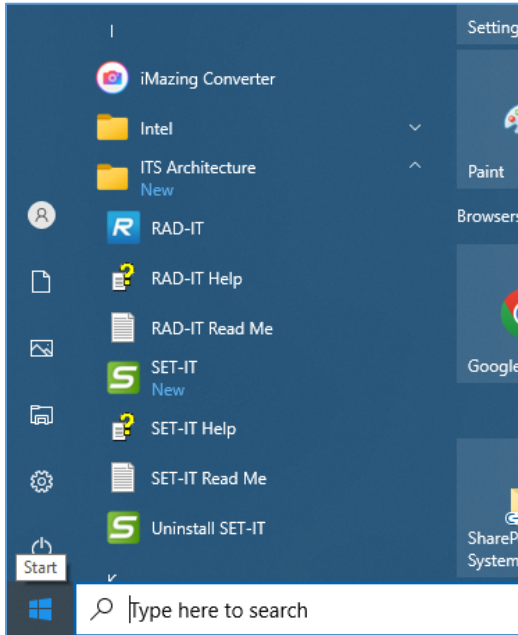 I
Setting
iMazing Converter
Intel
ITS Architecture
New
Paint
RAD-IT
Browsers
RAD-IT Help
RAD-IT Read Me
SET-IT
New
Google
SET-IT Help
SET-IT Read Me
Uninstall SET-IT
ShareP
System
Start
Type here to search